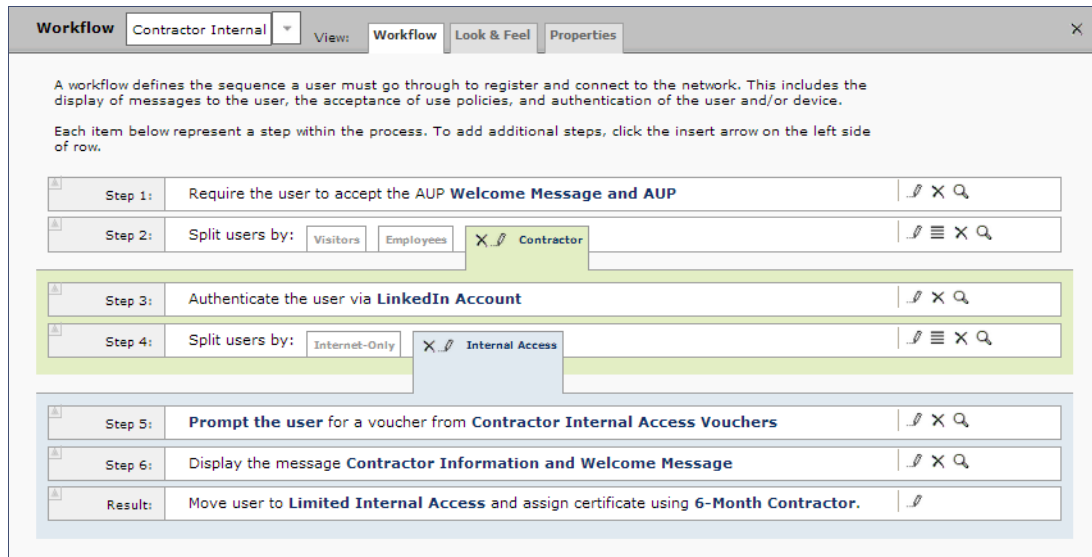 Workflow Contractor Internal View: Workflow Look & Feel Properties
A workflow defines the sequence a user must go through to register and connect to the network. This includes the
display of messages to the user, the acceptance of use policies, and authentication of the user and/or device.
Each item below represent a step within the process. To add additional steps, click the insert arrow on the left side
of row.
Step 1: Require the user to accept the AUP Welcome Message and AUP
Step 2: Split users by: Visitors Employees Contractor
Step 3: Authenticate the user via LinkedIn Account
Step 4: Split users by: Internet-Only Internal Access
Step 5: Prompt the user for a voucher from Contractor Internal Access Vouchers
Step 6: Display the message Contractor Information and Welcome Message
Result: Move user to Limited Internal Access and assign certificate using 6-Month Contractor.